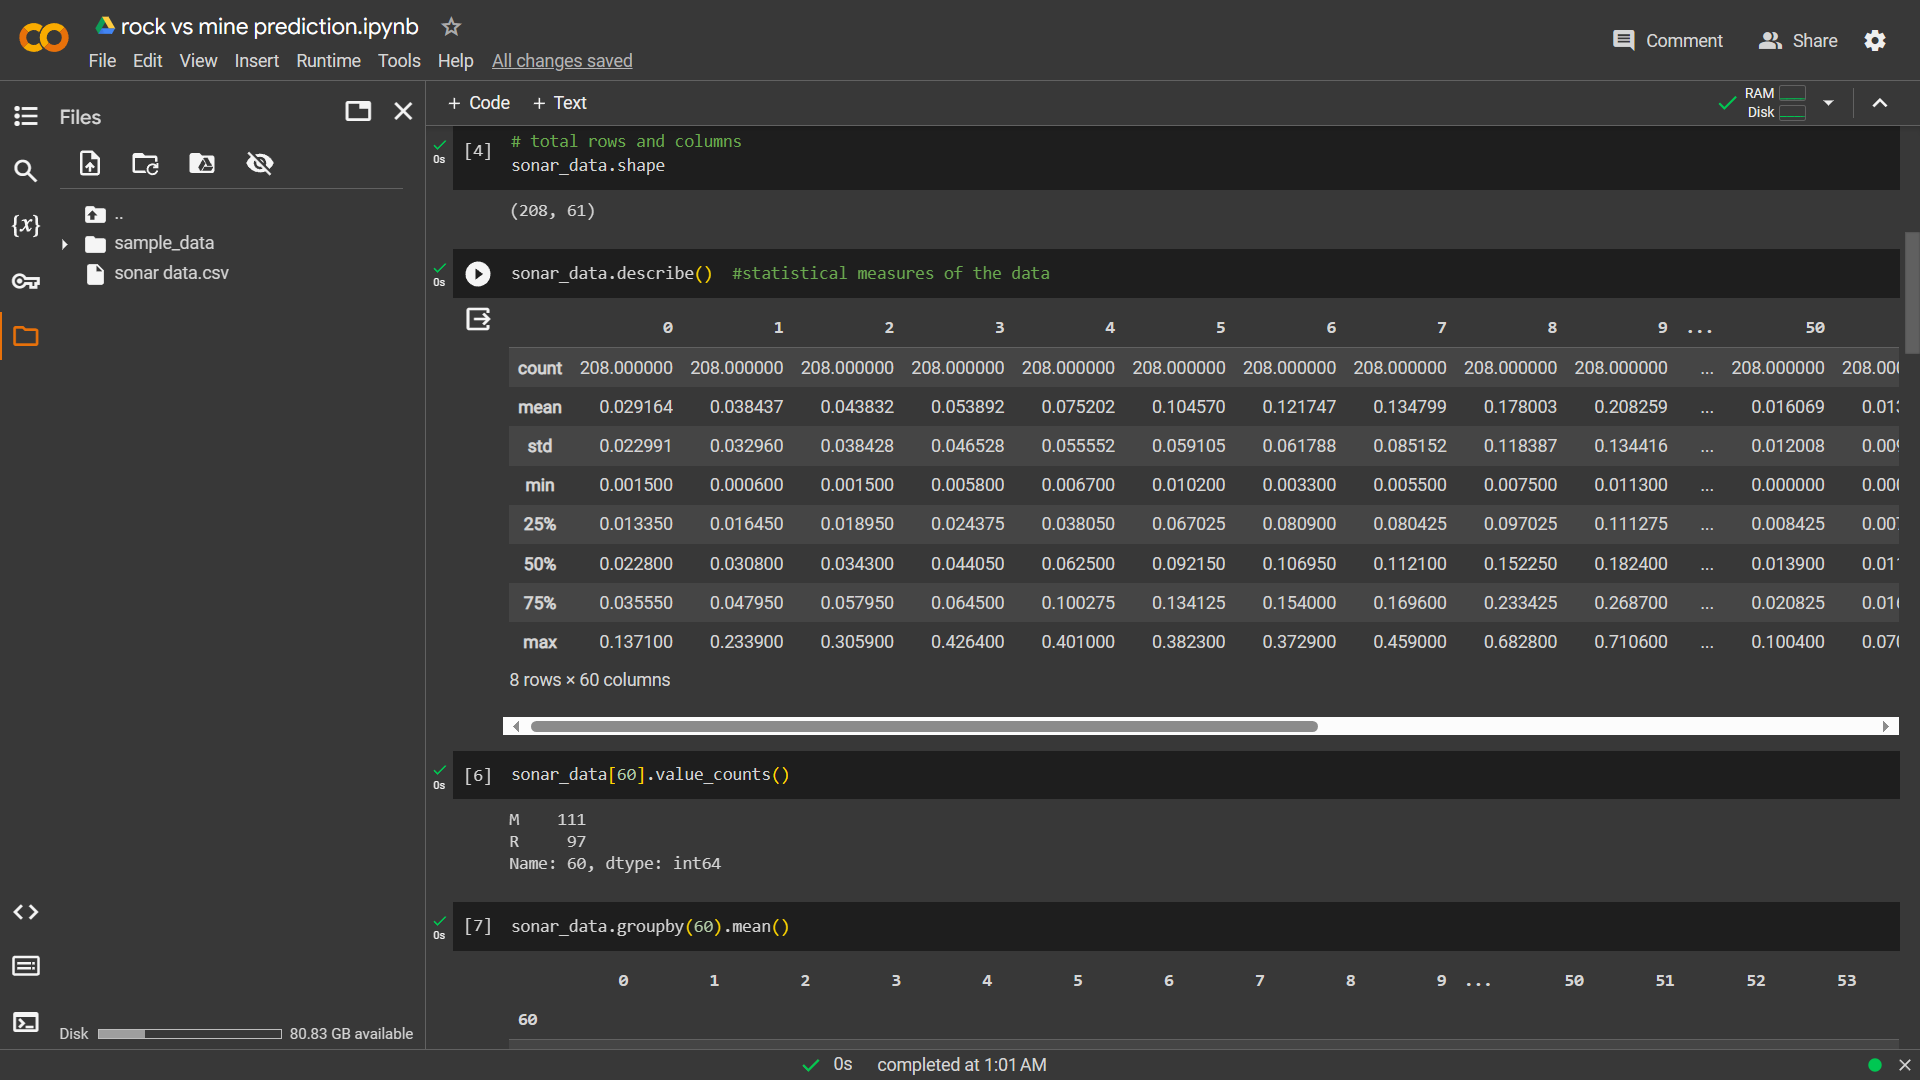 rock vs mine prediction.ipynb
File Edit View Insert Runtime Tools Help All changes saved
Comment Share
Files
..
sample_data
sonar data.csv
Disk 80.83 GB available
+ Code + Text
RAM
Disk
0s [4] # total rows and columns
sonar_data.shape
(208, 61)
0s sonar_data.describe() #statistical measures of the data
0 1 2 3 4 5 6 7 8 9 ... 50
count 208.000000 208.000000 208.000000 208.000000 208.000000 208.000000 208.000000 208.000000 208.000000 208.000000 ... 208.000000 208.00
mean 0.029164 0.038437 0.043832 0.053892 0.075202 0.104570 0.121747 0.134799 0.178003 0.208259 ... 0.016069 0.01
std 0.022991 0.032960 0.038428 0.046528 0.055552 0.059105 0.061788 0.085152 0.118387 0.134416 ... 0.012008 0.00
min 0.001500 0.000600 0.001500 0.005800 0.006700 0.010200 0.003300 0.005500 0.007500 0.011300 ... 0.000000 0.00
25% 0.013350 0.016450 0.018950 0.024375 0.038050 0.067025 0.080900 0.080425 0.097025 0.111275 ... 0.008425 0.00
50% 0.022800 0.030800 0.034300 0.044050 0.062500 0.092150 0.106950 0.112100 0.152250 0.182400 ... 0.013900 0.01
75% 0.035550 0.047950 0.057950 0.064500 0.100275 0.134125 0.154000 0.169600 0.233425 0.268700 ... 0.020825 0.01
max 0.137100 0.233900 0.305900 0.426400 0.401000 0.382300 0.372900 0.459000 0.682800 0.710600 ... 0.100400 0.07
8 rows × 60 columns
0s [6] sonar_data[60].value_counts()
M 111
R 97
Name: 60, dtype: int64
0s [7] sonar_data.groupby(60).mean()
0 1 2 3 4 5 6 7 8 9 ... 50 51 52 53
60
0s completed at 1:01 AM